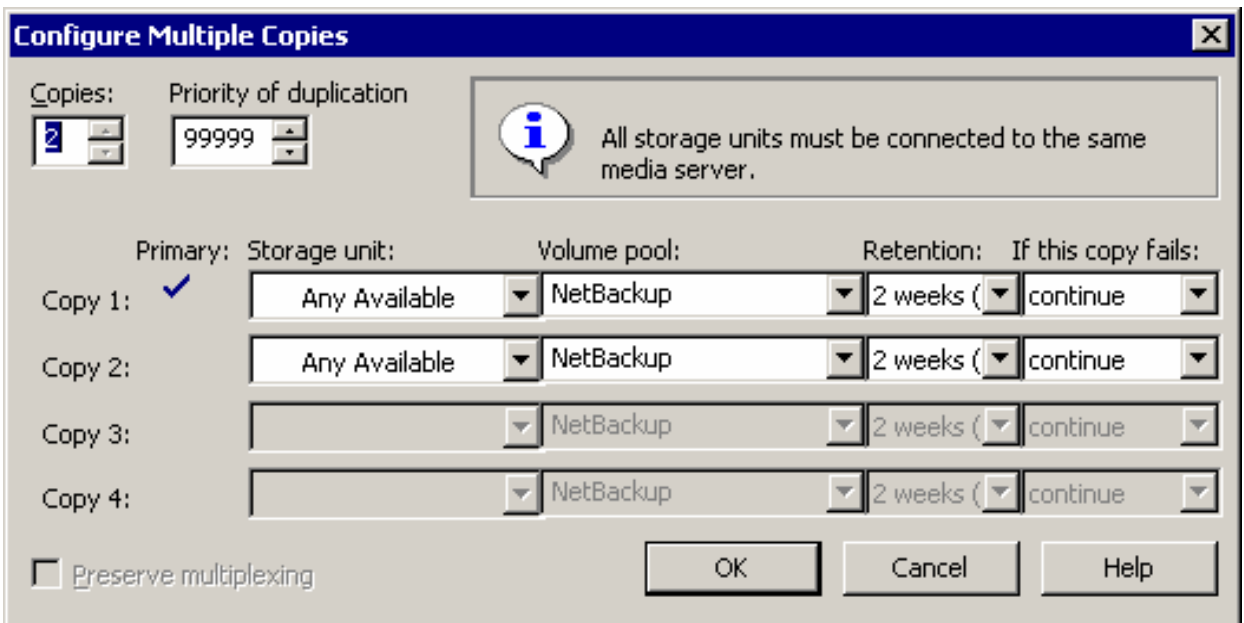 Configure Multiple Copies
Copies: Priority of duplication
2 99999
All storage units must be connected to the same
media server.
Primary: Storage unit: Volume pool: Retention: If this copy fails:
Copy 1: Any Available NetBackup 2 weeks ( continue
Copy 2: Any Available NetBackup 2 weeks ( continue
Copy 3: NetBackup 2 weeks ( continue
Copy 4: NetBackup 2 weeks ( continue
Preserve multiplexing OK Cancel Help